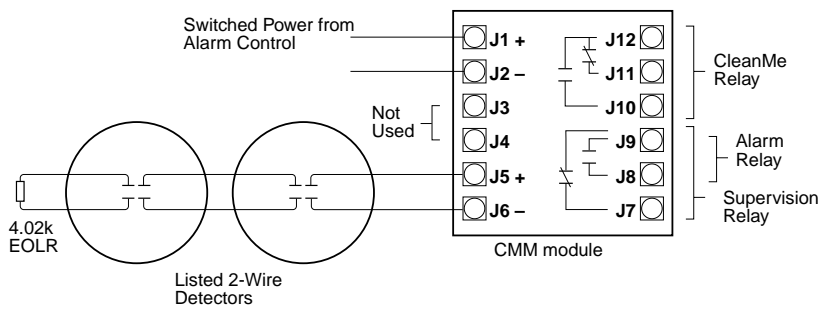 Switched Power from
Alarm Control
J1 +
J2 –
J3
J4
J5 +
J6 –
Not
Used
J12
J11
J10
J9
J8
J7
CleanMe
Relay
Alarm
Relay
Supervision
Relay
CMM module
4.02k
EOLR
Listed 2-Wire
Detectors